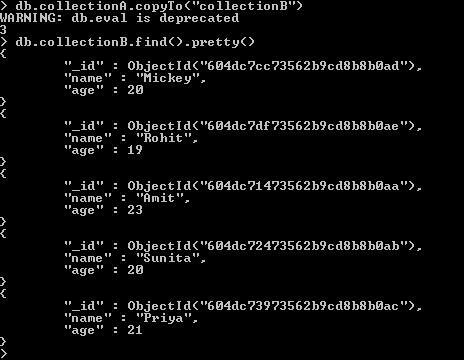 > db.collectionA.copyTo("collectionB")
WARNING: db.eval is deprecated
3
> db.collectionB.find().pretty()
{
"_id" : ObjectId("604dc7cc73562b9cd8b8b0ad"),
"name" : "Mickey",
"age" : 20
}
{
"_id" : ObjectId("604dc7df73562b9cd8b8b0ae"),
"name" : "Rohit",
"age" : 19
}
{
"_id" : ObjectId("604dc71473562b9cd8b8b0aa"),
"name" : "Amit",
"age" : 23
}
{
"_id" : ObjectId("604dc72473562b9cd8b8b0ab"),
"name" : "Sunita",
"age" : 20
}
{
"_id" : ObjectId("604dc73973562b9cd8b8b0ac"),
"name" : "Priya",
"age" : 21
}
>